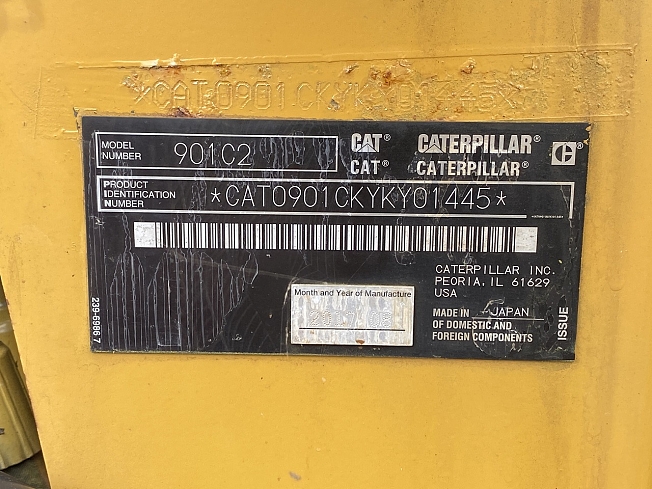 *CAT0901CKYKY01445*
MODEL NUMBER 901C2
CAT® CATERPILLAR®
CAT® CATERPILLAR®
PRODUCT IDENTIFICATION NUMBER *CAT0901CKYKY01445*
CATERPILLAR INC.
PEORIA, IL 61629
USA
Month and Year of Manufacture
MADE IN JAPAN
OF DOMESTIC AND
FOREIGN COMPONENTS
239-6986 7
ISSUE